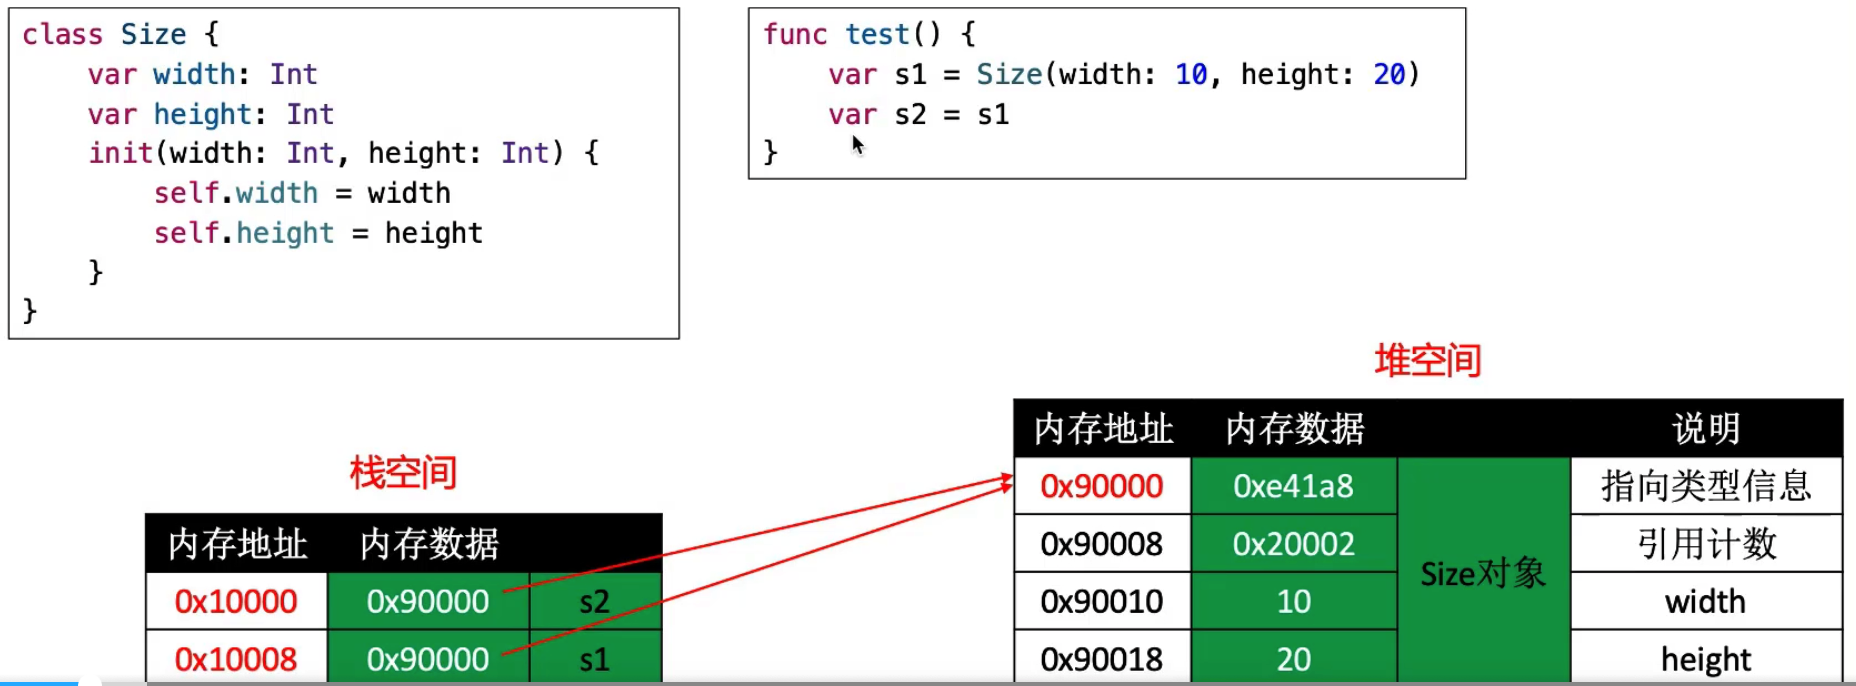 class Size {
    var width: Int
    var height: Int
    init(width: Int, height: Int) {
        self.width = width
        self.height = height
    }
}
func test() {
    var s1 = Size(width: 10, height: 20)
    var s2 = s1
}
栈空间
内存地址 内存数据
0x10000 0x90000 s2
0x10008 0x90000 s1
堆空间
内存地址 内存数据 说明
0x90000 0xe41a8 指向类型信息
0x90008 0x20002 引用计数
Size对象
0x90010 10 width
0x90018 20 height